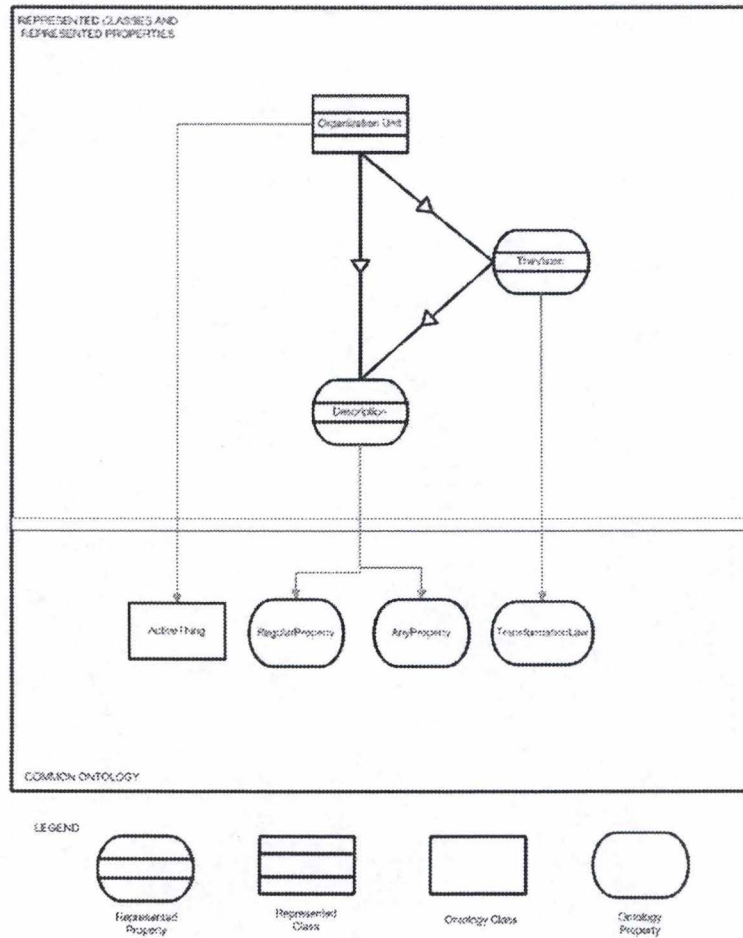 REPRESENTED CLASSES AND
REPRESENTED PROPERTIES
Organization Unit
Description
ActiveThing
RegularProperty
AnyProperty
TransformationLaw
COMMON ONTOLOGY
LEGEND
Represented
Property
Represented
Class
Ontology Class
Ontology
Property